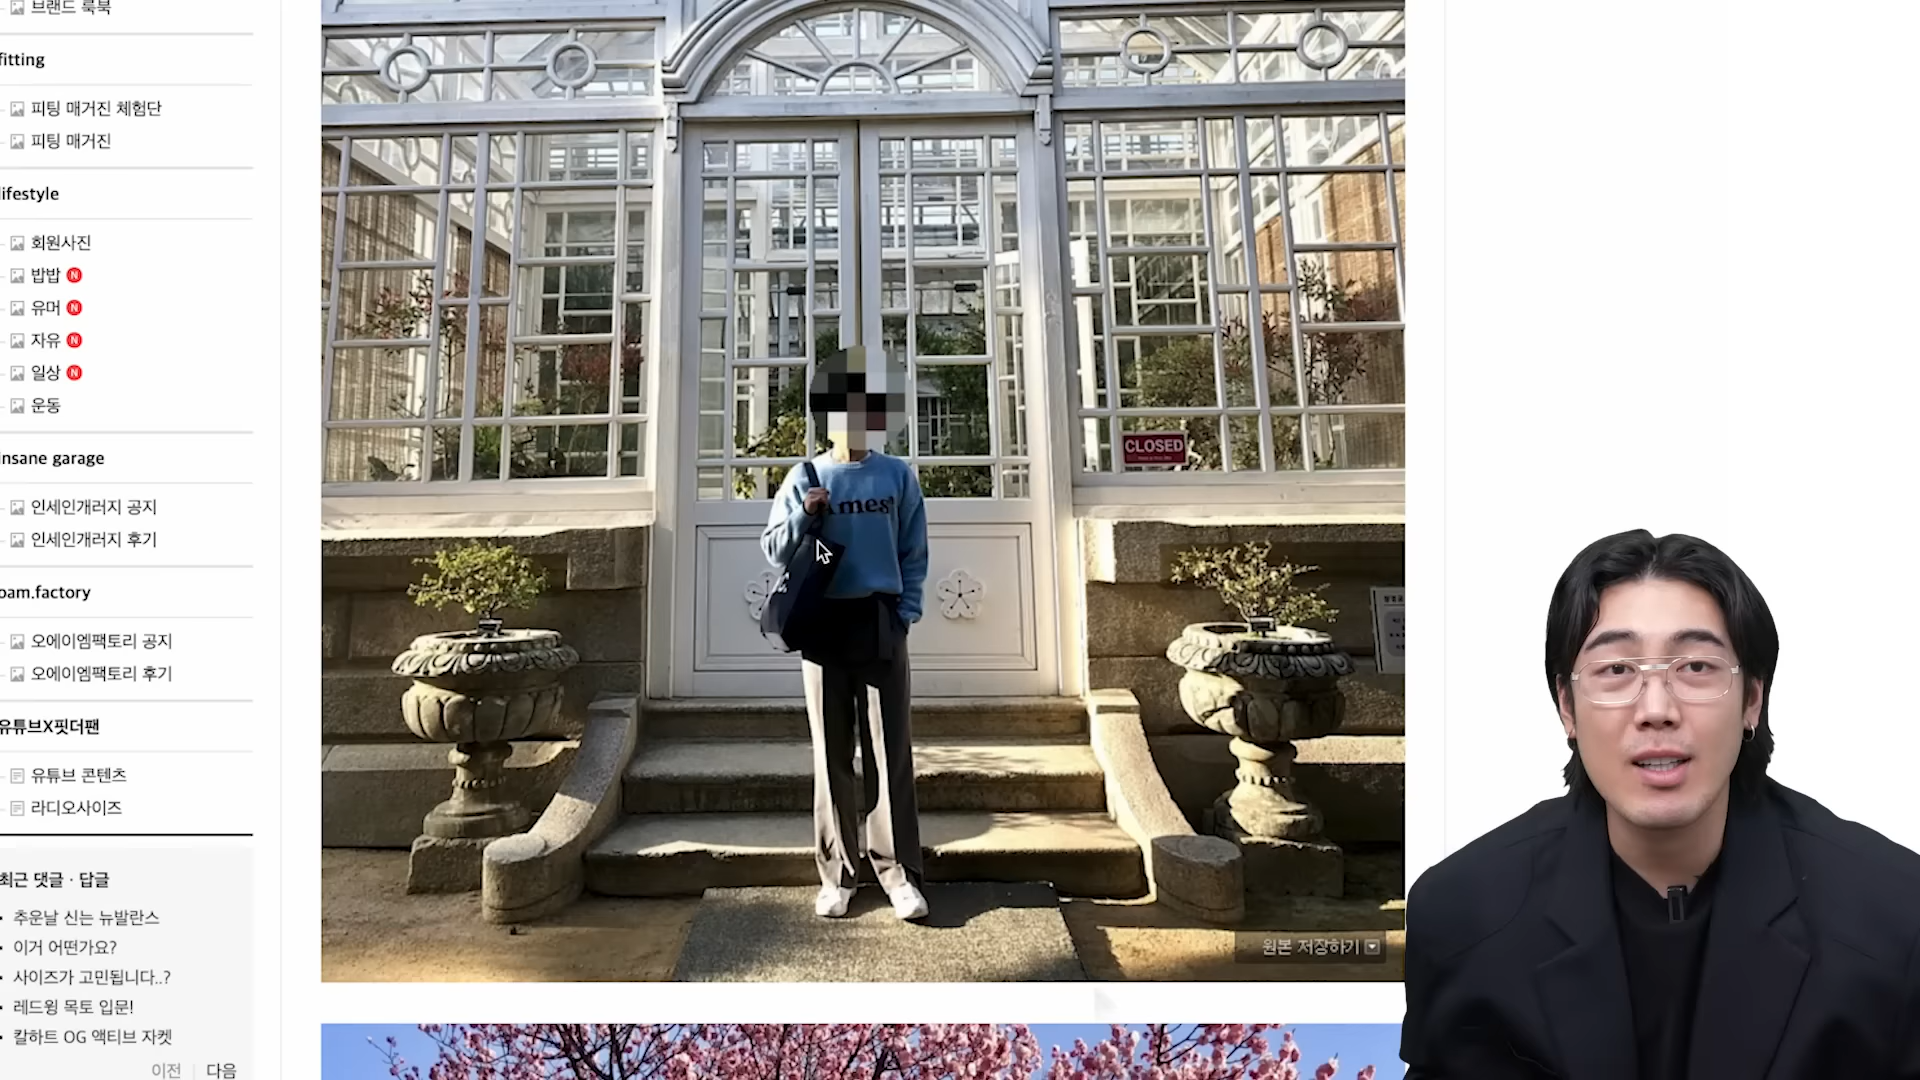 브랜드 룩북
fitting
피팅 매거진 체험단
피팅 매거진
lifestyle
회원사진
밥밥 N
유머 N
자유 N
일상 N
운동
insane garage
인세인개러지 공지
인세인개러지 후기
oam.factory
오에이엠팩토리 공지
오에이엠팩토리 후기
유튜브X핏더팬
유튜브 콘텐츠
라디오사이즈
최근 댓글 · 답글
추운날 신는 뉴발란스
이거 어떤가요?
사이즈가 고민됩니다..?
레드윙 목토 입문!
칼하트 OG 액티브 자켓
이전 | 다음
CLOSED
원본 저장하기